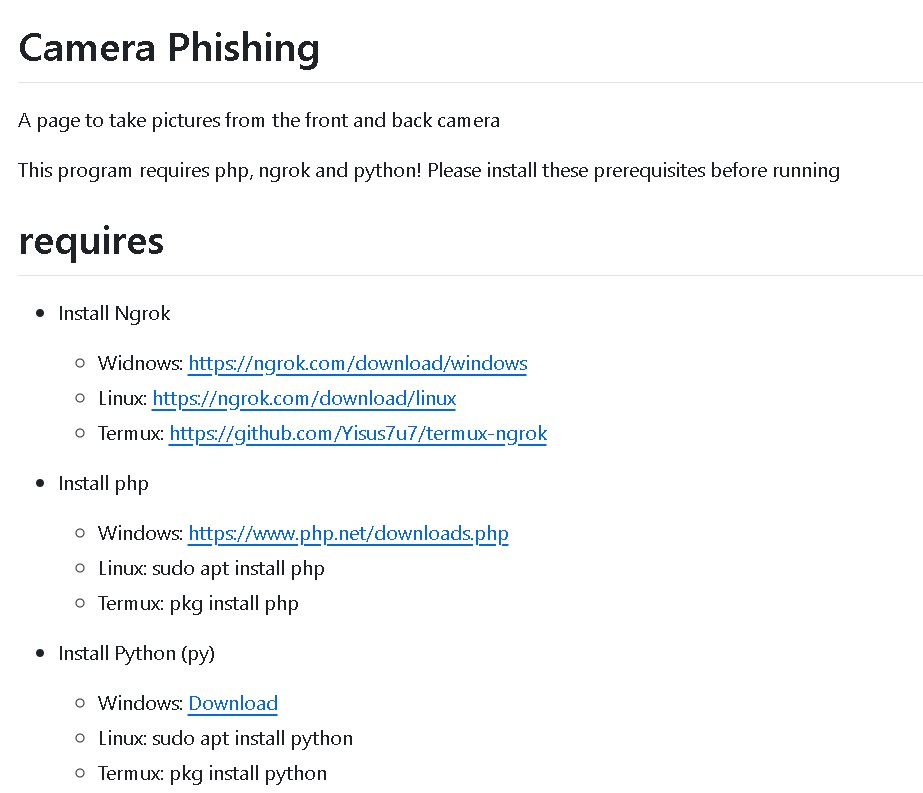 Camera Phishing
A page to take pictures from the front and back camera
This program requires php, ngrok and python! Please install these prerequisites before running
requires
Install Ngrok
Widnows: https://ngrok.com/download/windows
Linux: https://ngrok.com/download/linux
Termux: https://github.com/Yisus7u7/termux-ngrok
Install php
Windows: https://www.php.net/downloads.php
Linux: sudo apt install php
Termux: pkg install php
Install Python (py)
Windows: Download
Linux: sudo apt install python
Termux: pkg install python